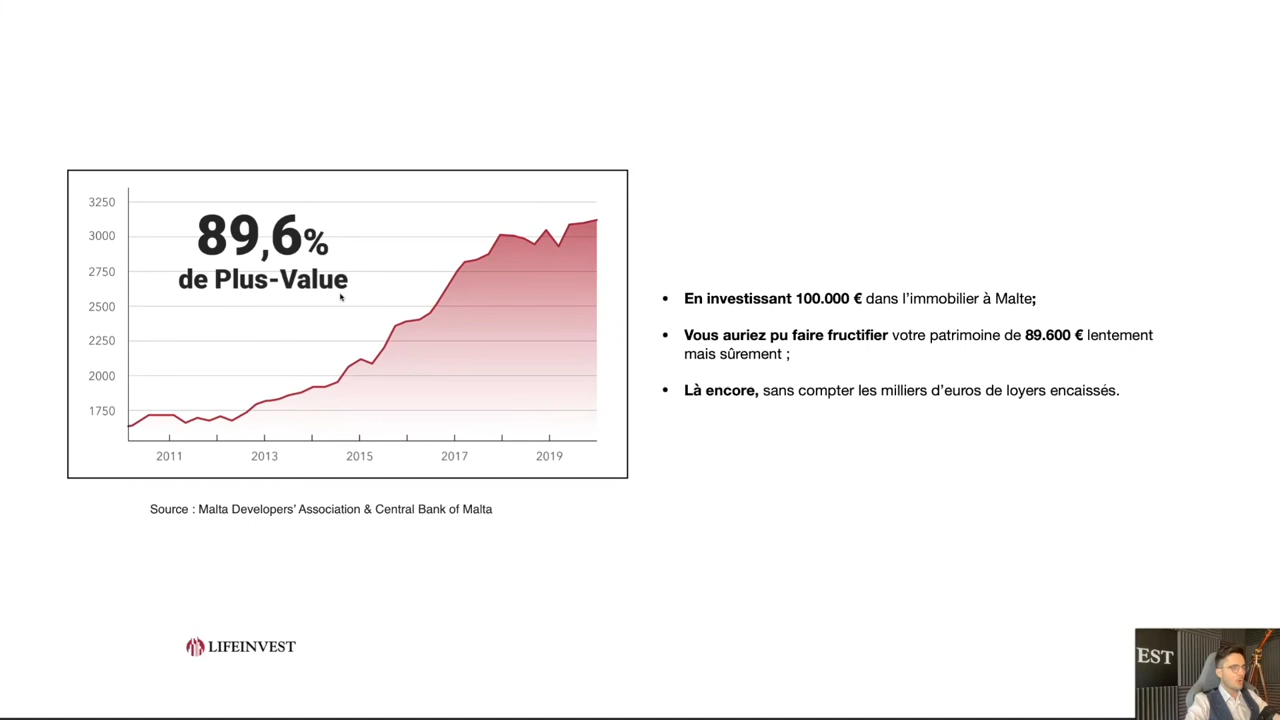 3250
3000
2750
2500
2250
2000
1750
89,6%
de Plus-Value
2011
2013
2015
2017
2019
Source : Malta Developers’ Association & Central Bank of Malta
• En investissant 100.000 € dans l’immobilier à Malte;
• Vous auriez pu faire fructifier votre patrimoine de 89.600 € lentement
mais sûrement ;
• Là encore, sans compter les milliers d’euros de loyers encaissés.
LIFEINVEST
EST